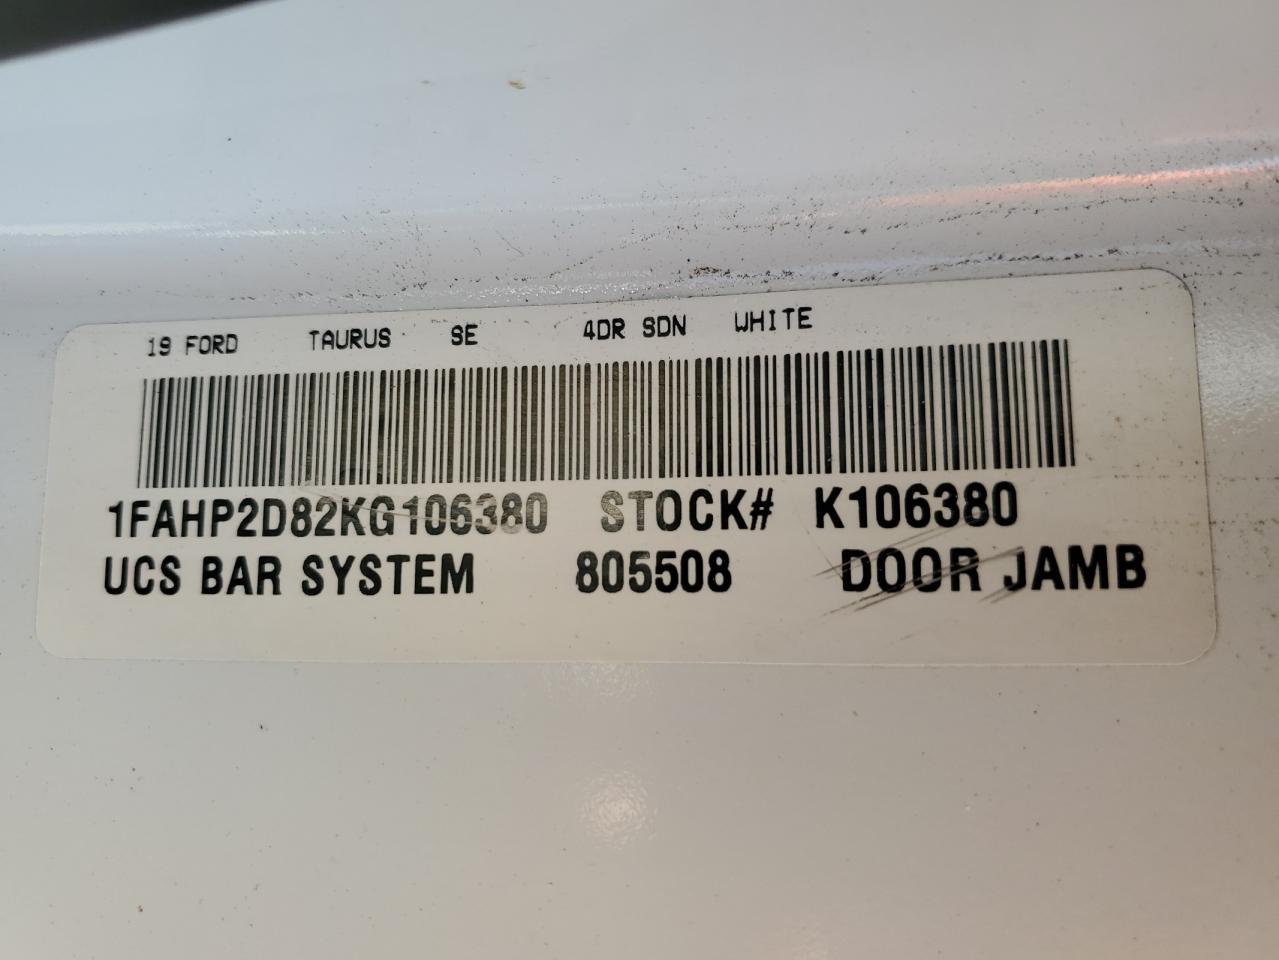 19 FORD TAURUS SE 4DR SDN WHITE
1FAHP2D82KG106380 STOCK# K106380
UCS BAR SYSTEM 805508 DOOR JAMB